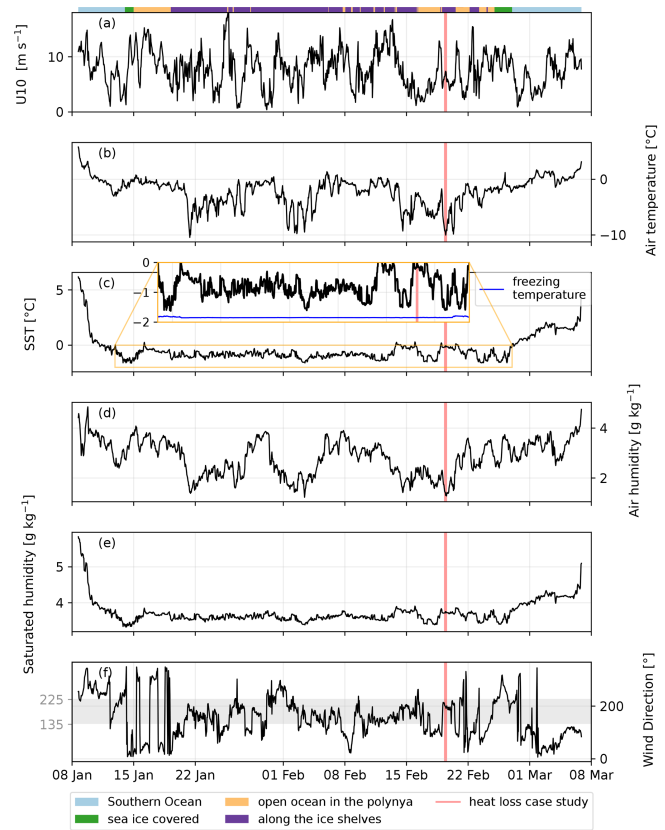 (a)
U10 [m s⁻¹]
10
0
(b)
0
−10
Air temperature [°C]
(c)
5
0
SST [°C]
0
−1
−2
freezing
temperature
(d)
4
2
Air humidity [g kg⁻¹]
(e)
5
4
Saturated humidity [g kg⁻¹]
(f)
225
135
200
0
Wind Direction [°]
08 Jan 15 Jan 22 Jan 01 Feb 08 Feb 15 Feb 22 Feb 01 Mar 08 Mar
Southern Ocean open ocean in the polynya heat loss case study
sea ice covered along the ice shelves